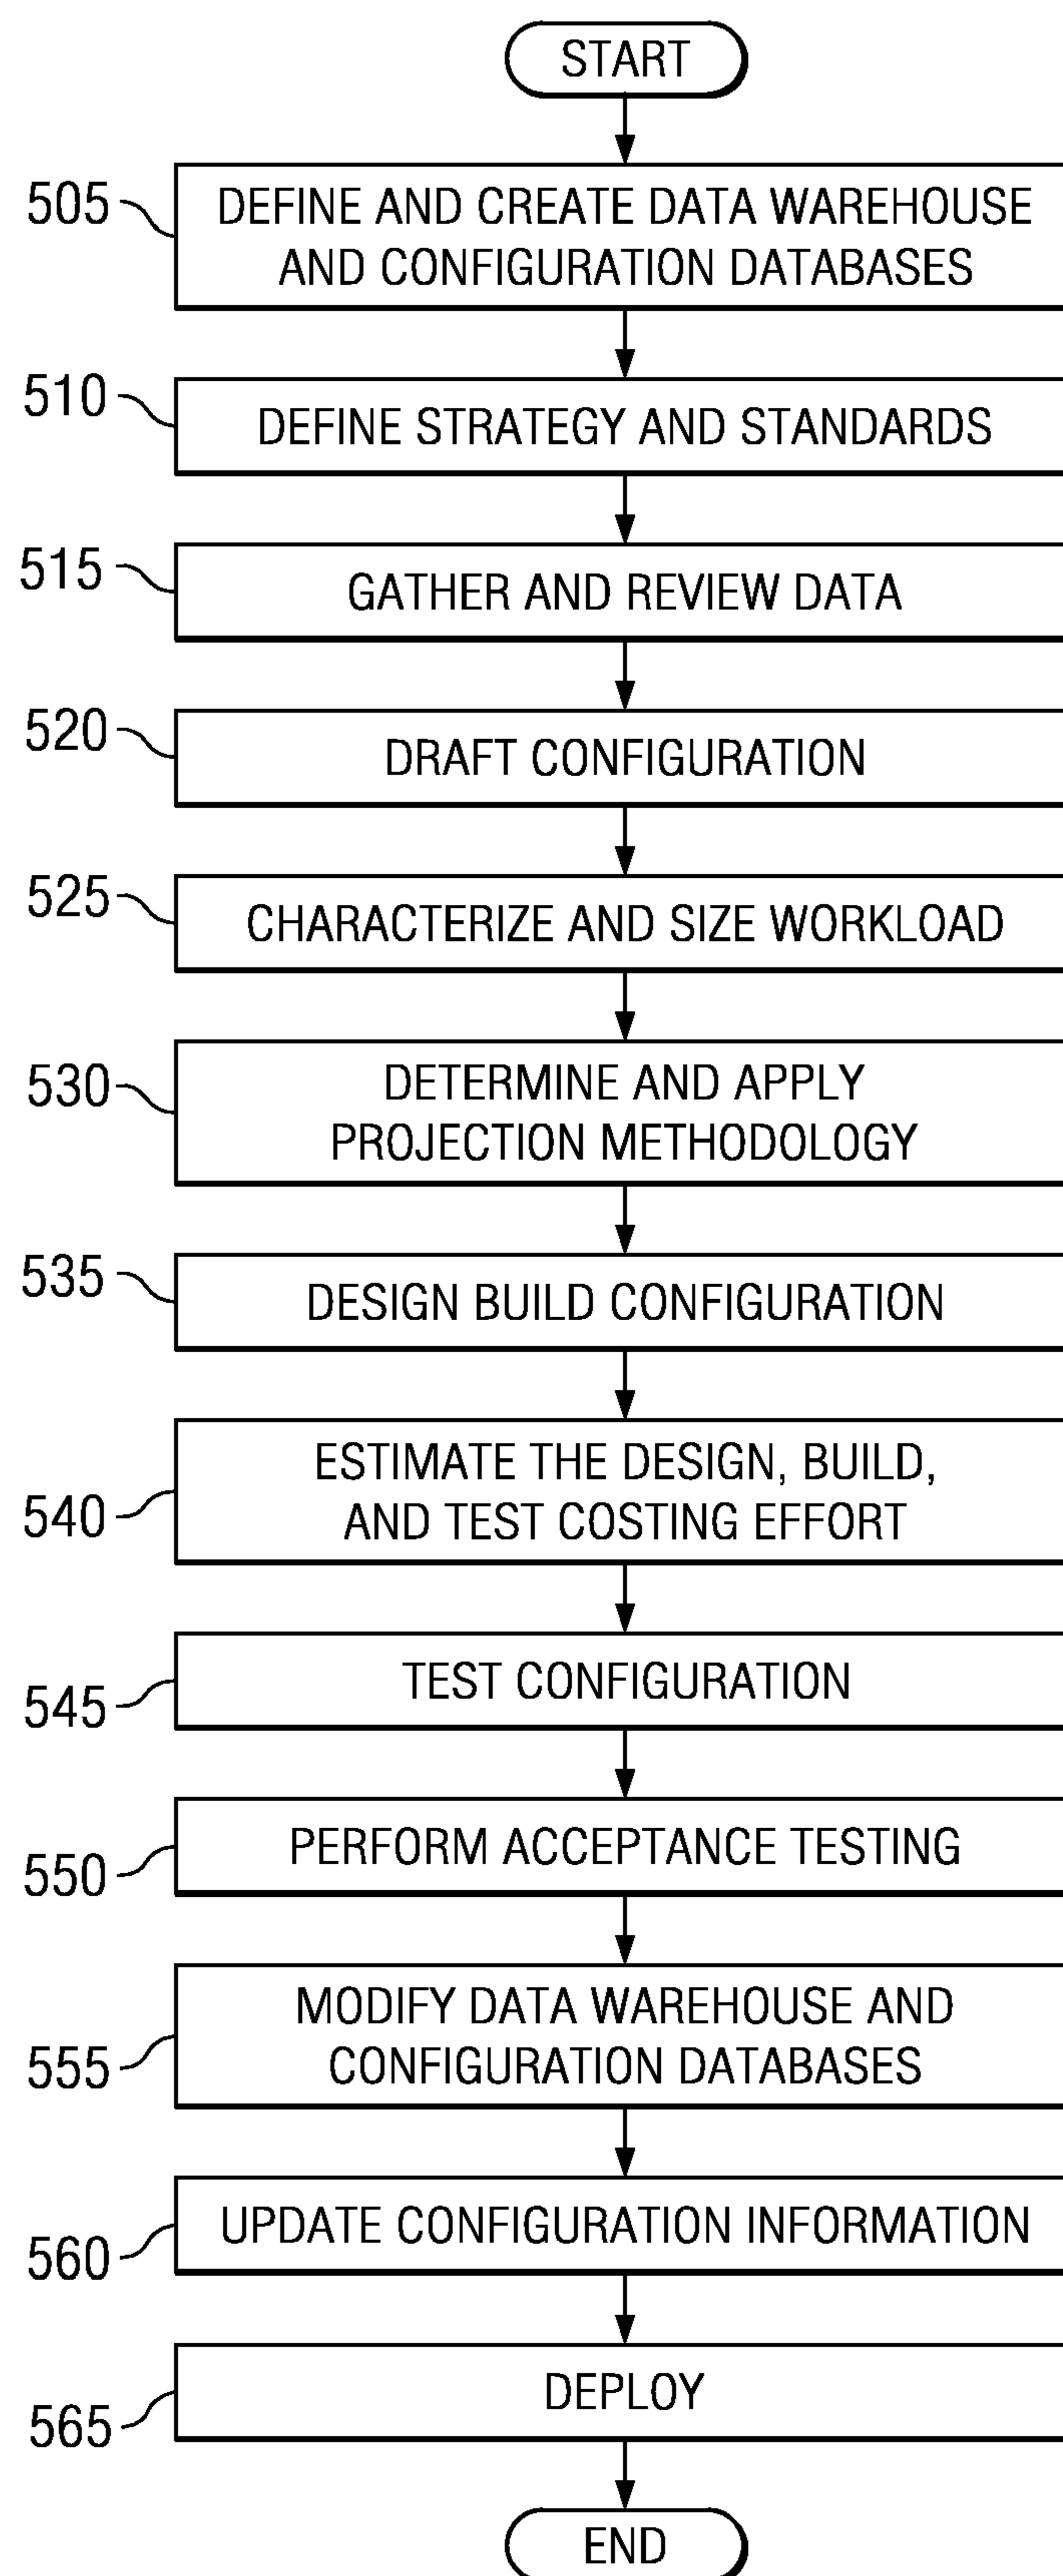 START
505
DEFINE AND CREATE DATA WAREHOUSE
AND CONFIGURATION DATABASES
510
DEFINE STRATEGY AND STANDARDS
515
GATHER AND REVIEW DATA
520
DRAFT CONFIGURATION
525
CHARACTERIZE AND SIZE WORKLOAD
530
DETERMINE AND APPLY
PROJECTION METHODOLOGY
535
DESIGN BUILD CONFIGURATION
540
ESTIMATE THE DESIGN, BUILD,
AND TEST COSTING EFFORT
545
TEST CONFIGURATION
550
PERFORM ACCEPTANCE TESTING
555
MODIFY DATA WAREHOUSE AND
CONFIGURATION DATABASES
560
UPDATE CONFIGURATION INFORMATION
565
DEPLOY
END